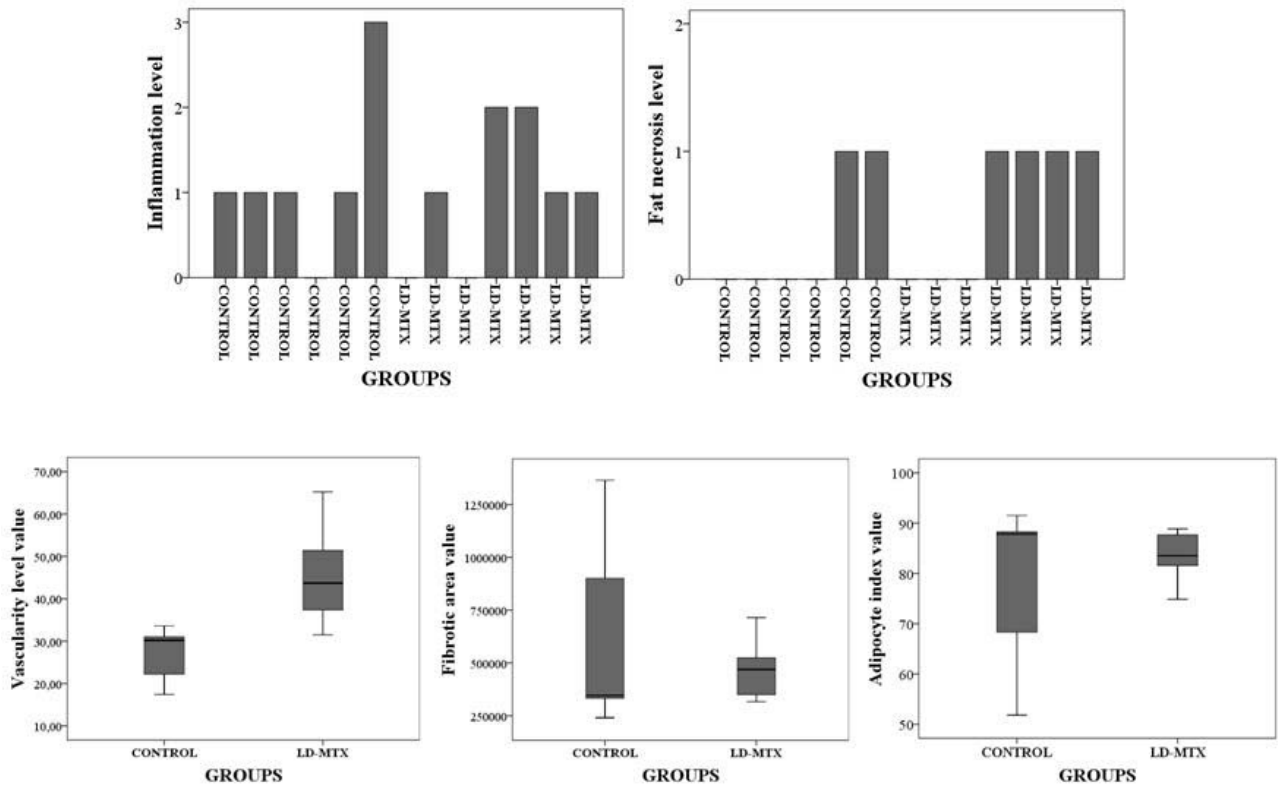 Inflammation level
3
2
1
0
CONTROL
CONTROL
CONTROL
CONTROL
CONTROL
CONTROL
LD-MTX
LD-MTX
LD-MTX
LD-MTX
LD-MTX
LD-MTX
LD-MTX
GROUPS
Fat necrosis level
2
1
0
CONTROL
CONTROL
CONTROL
CONTROL
CONTROL
CONTROL
LD-MTX
LD-MTX
LD-MTX
LD-MTX
LD-MTX
LD-MTX
LD-MTX
GROUPS
Vascularity level value
70,00
60,00
50,00
40,00
30,00
20,00
10,00
CONTROL
LD-MTX
GROUPS
Fibrotic area value
1250000
1000000
750000
500000
250000
CONTROL
LD-MTX
GROUPS
Adipocyte index value
100
90
80
70
60
50
CONTROL
LD-MTX
GROUPS